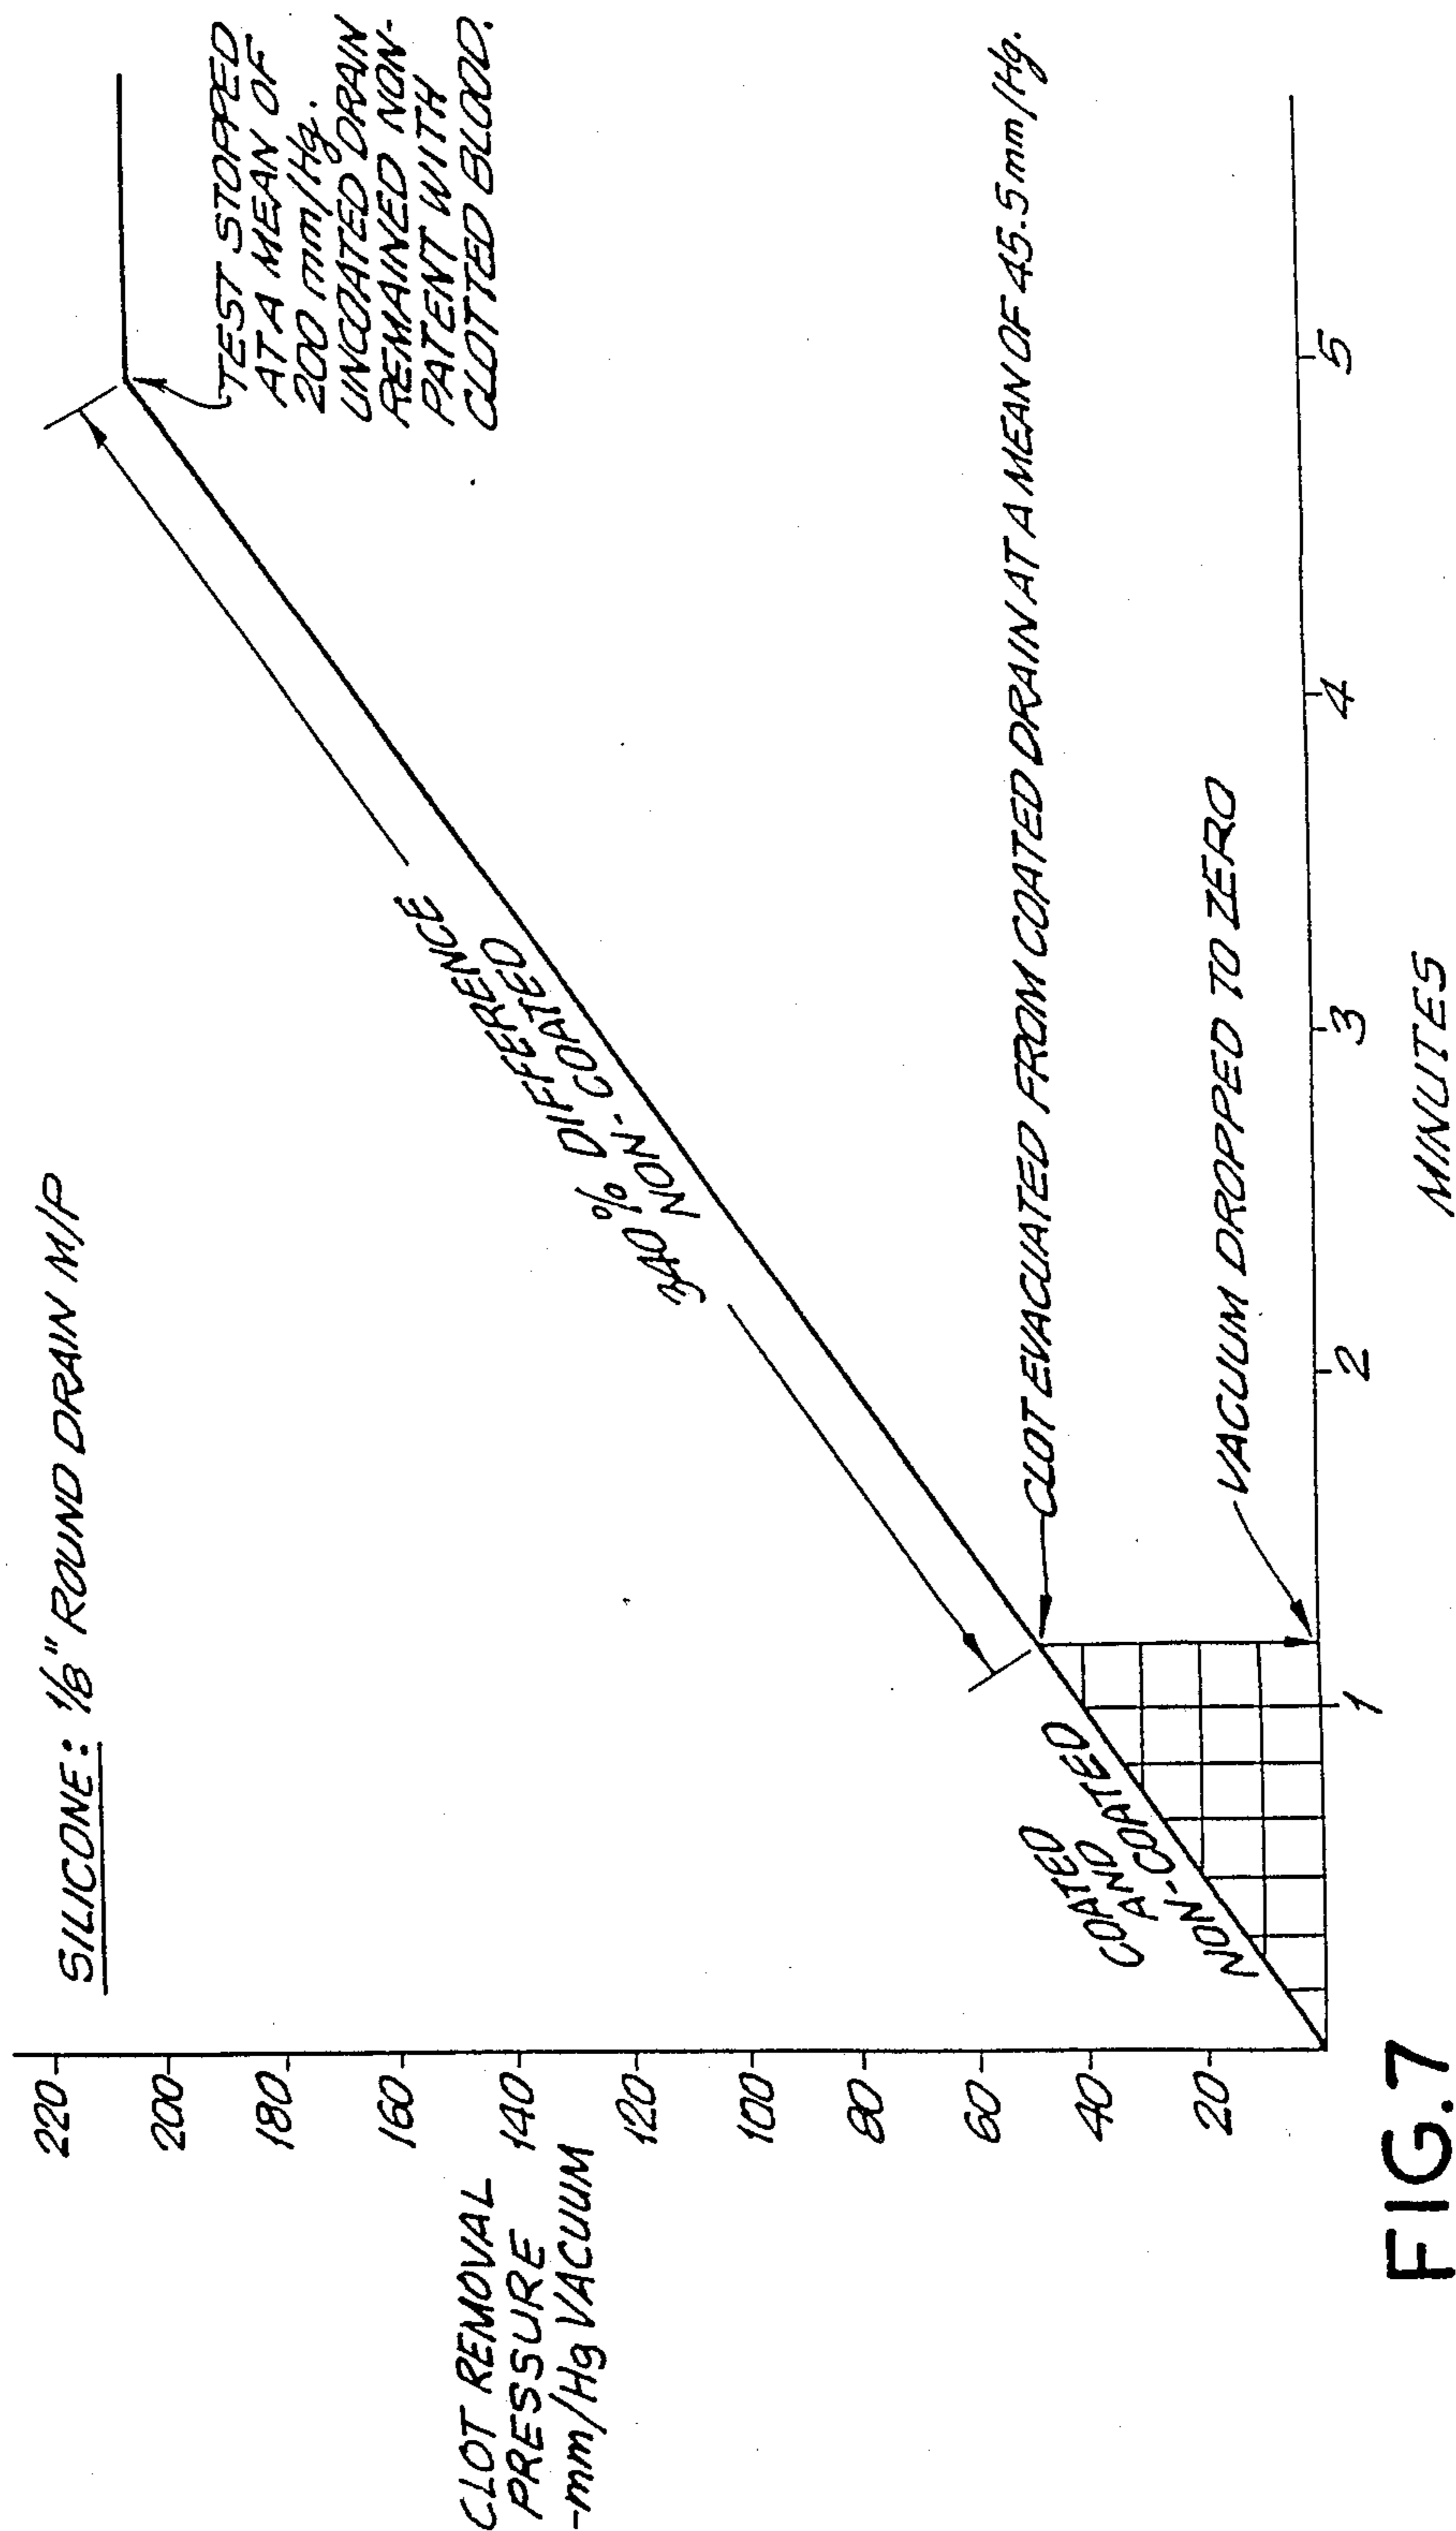 SILICONE: 1/8" ROUND DRAIN M/P
220
200
180
160
140
120
100
80
60
40
20
CLOT REMOVAL
PRESSURE
-mm/Hg VACUUM
TEST STOPPED
AT A MEAN OF
200 mm/Hg.
UNCOATED DRAIN
REMAINED NON-
PATENT WITH
CLOTTED BLOOD.
340% DIFFERENCE
NON-COATED
COATED
AND
NON-COATED
CLOT EVACUATED FROM COATED DRAIN AT A MEAN OF 45.5 mm/Hg.
VACUUM DROPPED TO ZERO
1
2
3
4
5
MINUTES
FIG.7